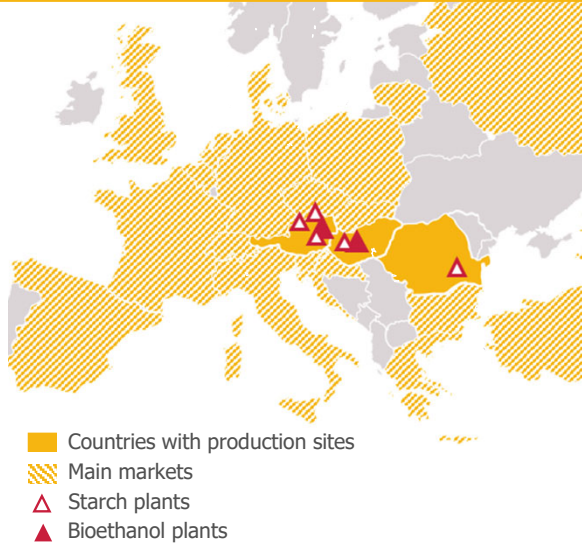 Countries with production sites
Main markets
Starch plants
Bioethanol plants